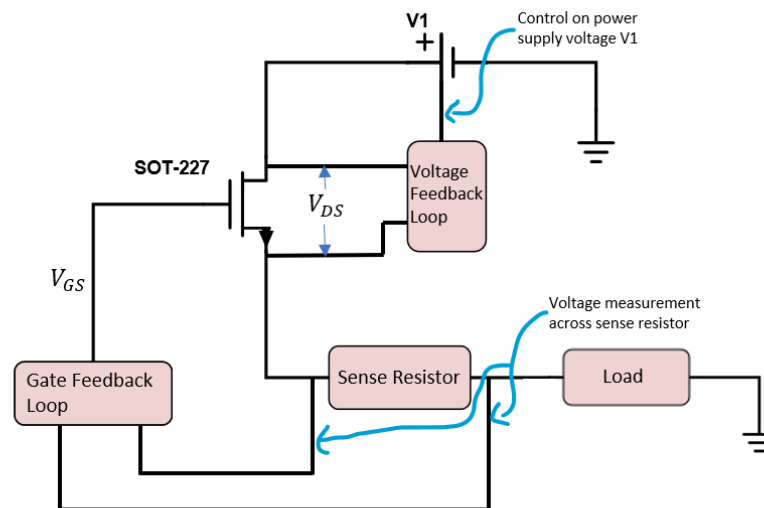 V1
+
Control on power
supply voltage V1
SOT-227
V_DS
Voltage
Feedback
Loop
V_GS
Voltage measurement
across sense resistor
Gate Feedback
Loop
Sense Resistor
Load